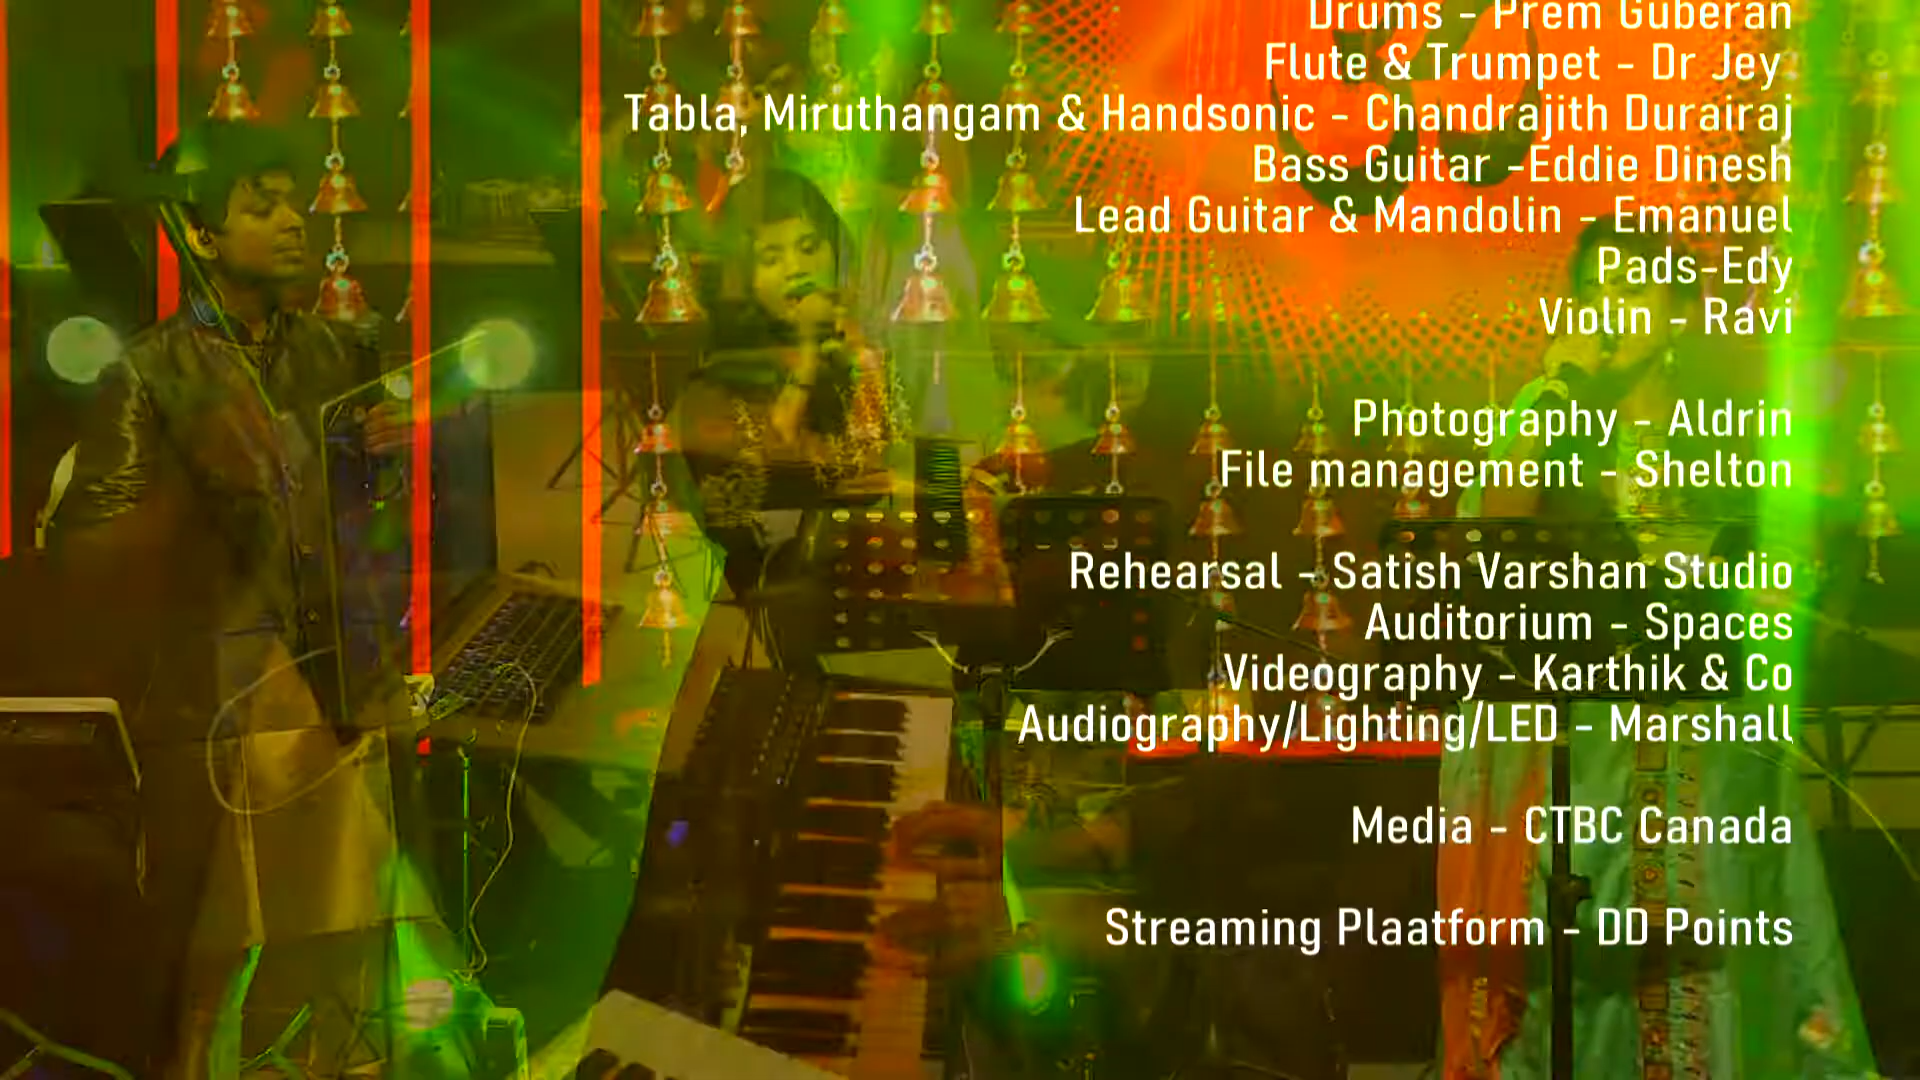 Drums - Prem Guberan
Flute & Trumpet - Dr Jey
Tabla, Miruthangam & Handsonic - Chandrajith Durairaj
Bass Guitar -Eddie Dinesh
Lead Guitar & Mandolin - Emanuel
Pads-Edy
Violin - Ravi
Photography - Aldrin
File management - Shelton
Rehearsal - Satish Varshan Studio
Auditorium - Spaces
Videography - Karthik & Co
Audiography/Lighting/LED - Marshall
Media - CTBC Canada
Streaming Plaatform - DD Points